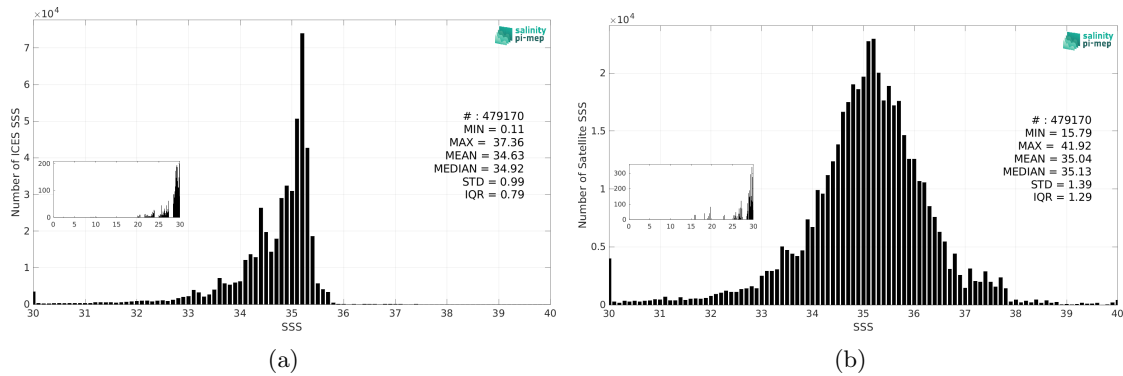 ×10⁴
7
6
5
4
3
2
1
0
Number of ICES SSS
salinity
pi-mep
# : 479170
MIN = 0.11
MAX = 37.36
MEAN = 34.63
MEDIAN = 34.92
STD = 0.99
IQR = 0.79
200
100
0
0 5 10 15 20 25 30
30 31 32 33 34 35 36 37 38 39 40
SSS
(a)
×10⁴
2
1.5
1
0.5
0
Number of Satellite SSS
salinity
pi-mep
# : 479170
MIN = 15.79
MAX = 41.92
MEAN = 35.04
MEDIAN = 35.13
STD = 1.39
IQR = 1.29
300
200
100
0
0 5 10 15 20 25 30
30 31 32 33 34 35 36 37 38 39 40
SSS
(b)